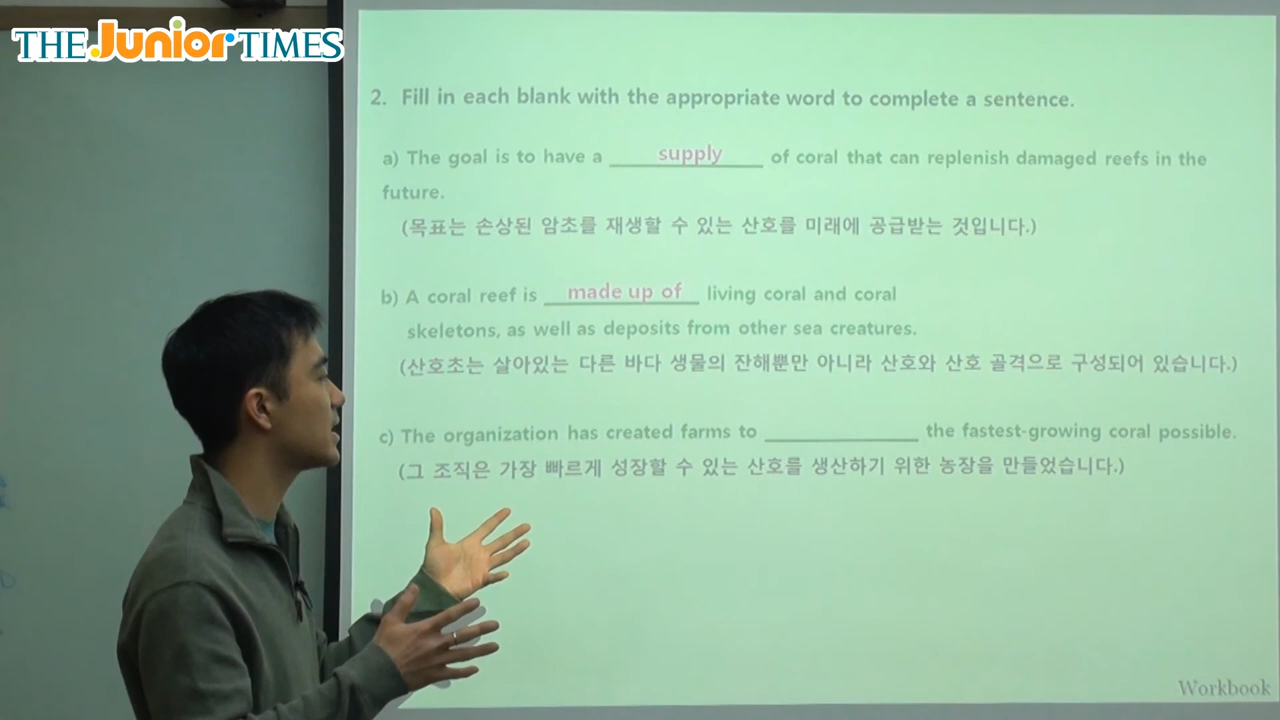 THE Junior TIMES
2. Fill in each blank with the appropriate word to complete a sentence.
a) The goal is to have a supply of coral that can replenish damaged reefs in the
future.
(목표는 손상된 암초를 재생할 수 있는 산호를 미래에 공급받는 것입니다.)
b) A coral reef is made up of living coral and coral
skeletons, as well as deposits from other sea creatures.
(산호초는 살아있는 다른 바다 생물의 잔해뿐만 아니라 산호와 산호 골격으로 구성되어 있습니다.)
c) The organization has created farms to ____________ the fastest-growing coral possible.
(그 조직은 가장 빠르게 성장할 수 있는 산호를 생산하기 위한 농장을 만들었습니다.)
Workbook